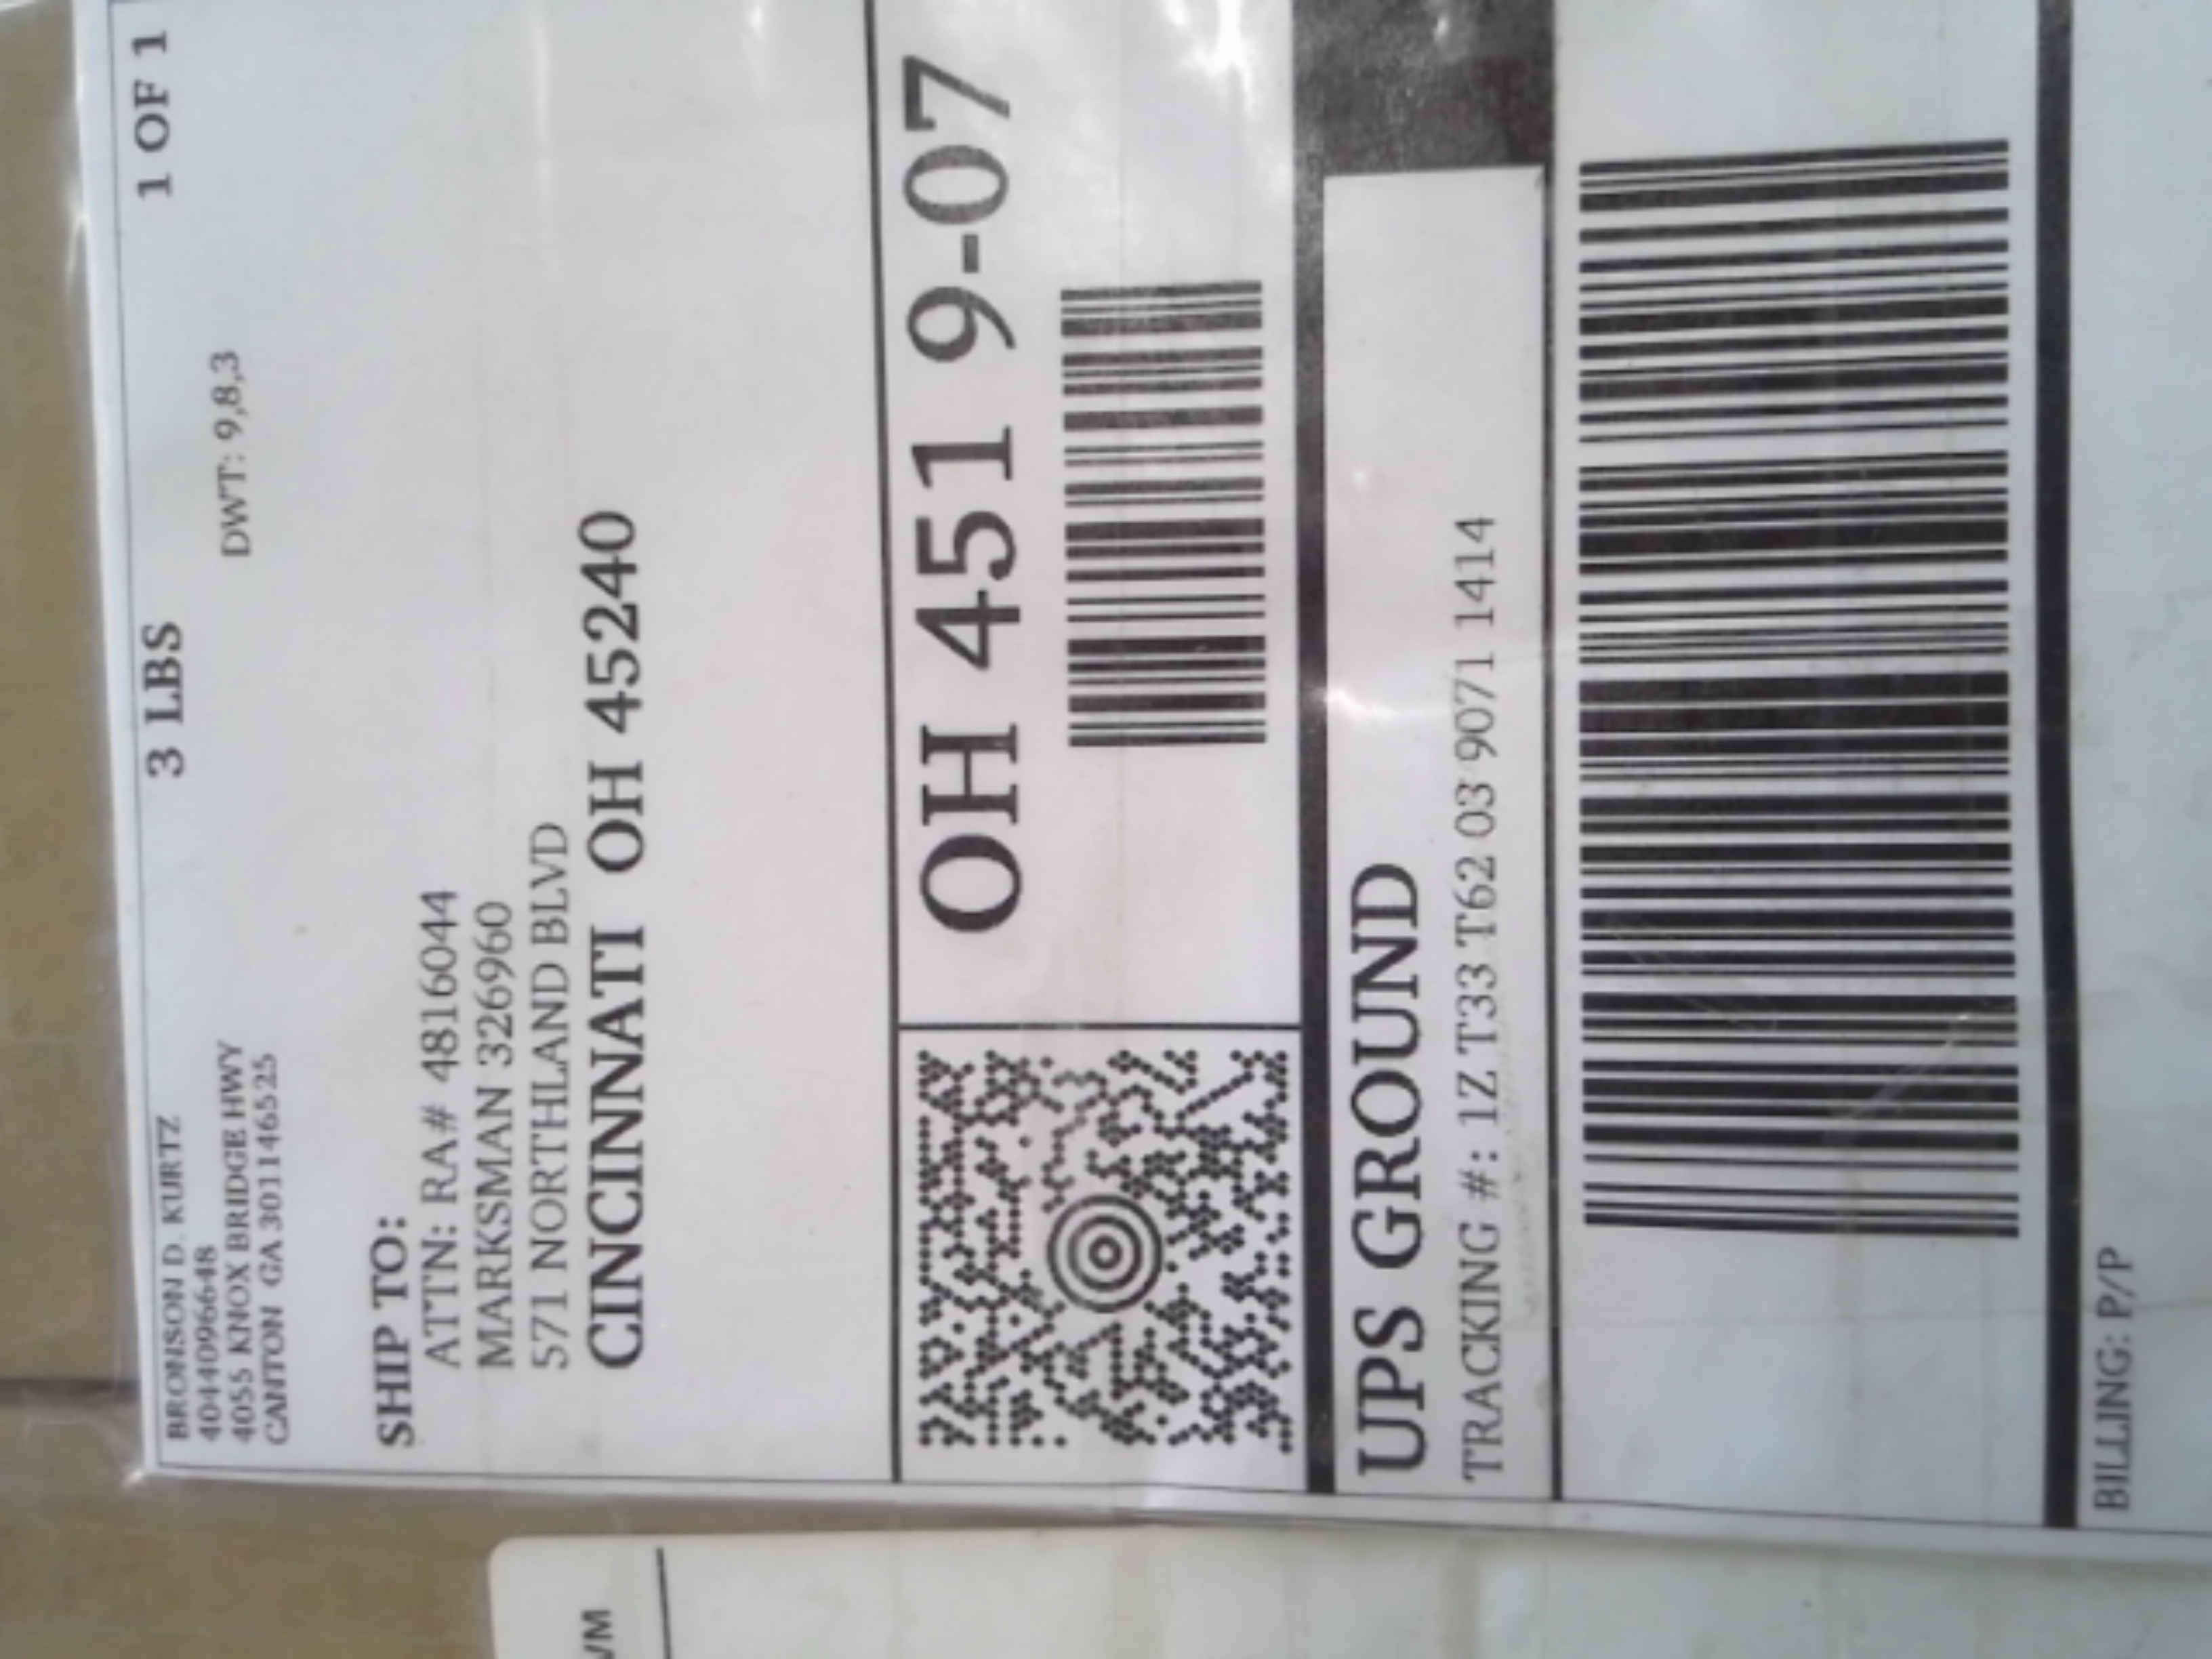 BRONSON D. KURTZ
4044096648
4055 KNOX BRIDGE HWY
CANTON GA 301146525
3 LBS
1 OF 1
DWT: 9,8,3
SHIP TO:
ATTN: RA# 4816044
MARKSMAN 326960
571 NORTHLAND BLVD
CINCINNATI OH 45240
OH 451 9-07
UPS GROUND
TRACKING #: 1Z T33 T62 03 9071 1414
BILLING: P/P